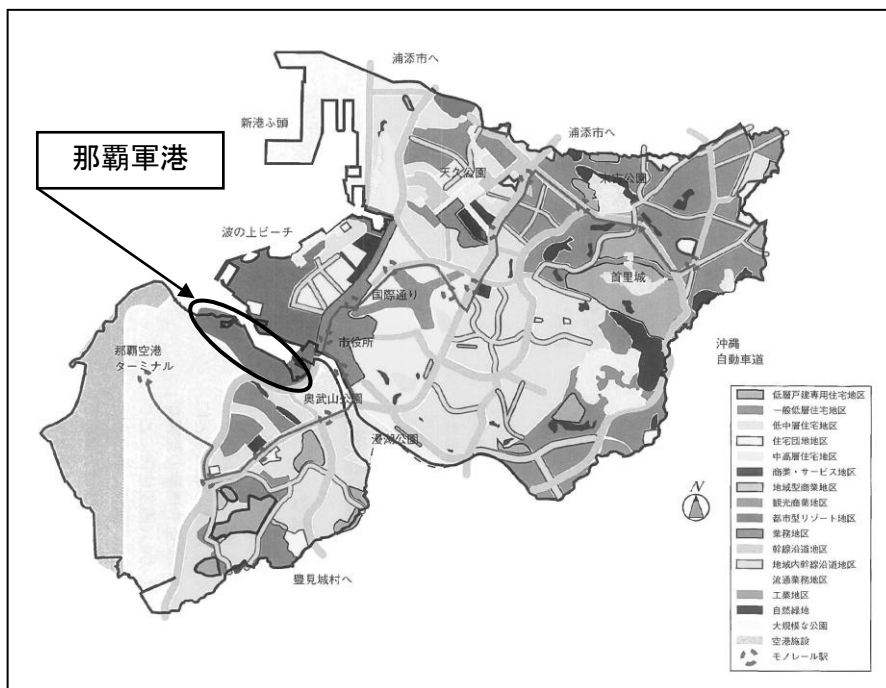 浦添市へ
新港ふ頭
浦添市へ
那覇軍港
天久公園
末吉公園
波の上ビーチ
首里城
国際通り
市役所
那覇空港
ターミナル
沖縄
自動車道
奥武山公園
漫湖公園
豊見城村へ
N
低層戸建専用住宅地区
一般低層住宅地区
低中層住宅地区
住宅団地地区
中高層住宅地区
商業・サービス地区
地域型商業地区
観光商業地区
都市型リゾート地区
業務地区
幹線沿道地区
地域内幹線沿道地区
流通業務地区
工業地区
自然緑地
大規模な公園
空港施設
モノレール駅